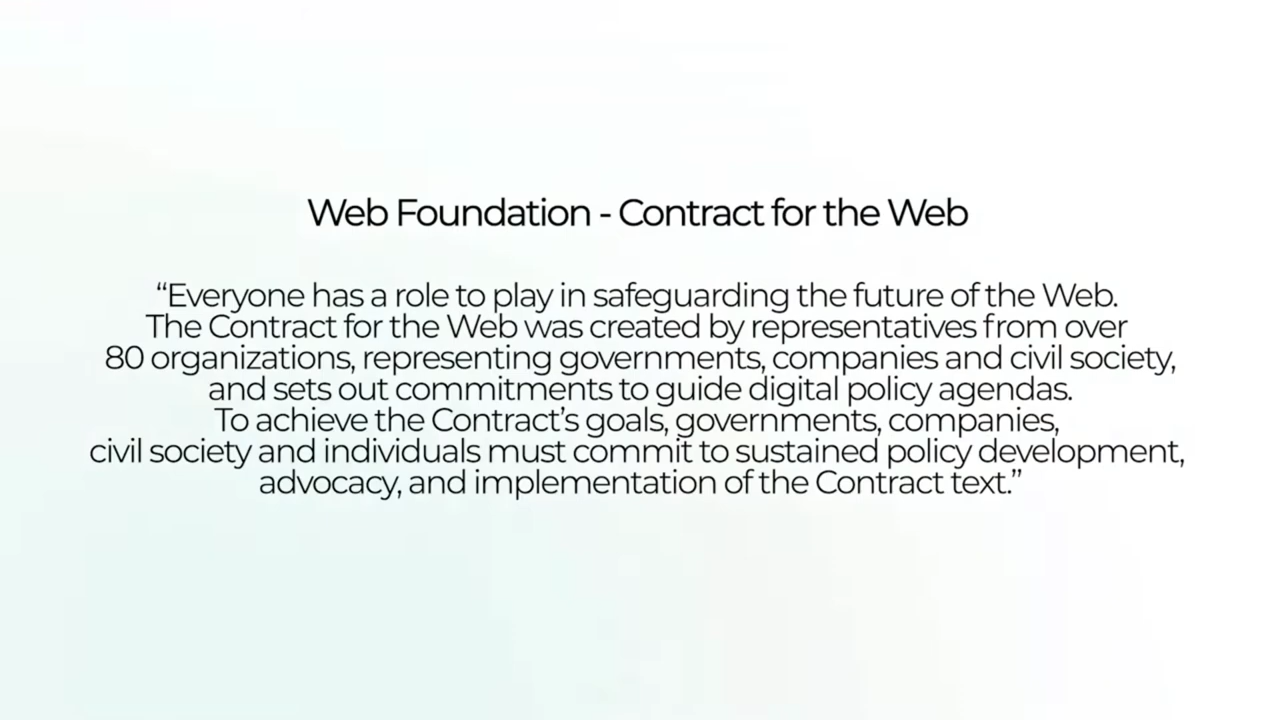 Web Foundation - Contract for the Web
“Everyone has a role to play in safeguarding the future of the Web.
The Contract for the Web was created by representatives from over
80 organizations, representing governments, companies and civil society,
and sets out commitments to guide digital policy agendas.
To achieve the Contract’s goals, governments, companies,
civil society and individuals must commit to sustained policy development,
advocacy, and implementation of the Contract text.”